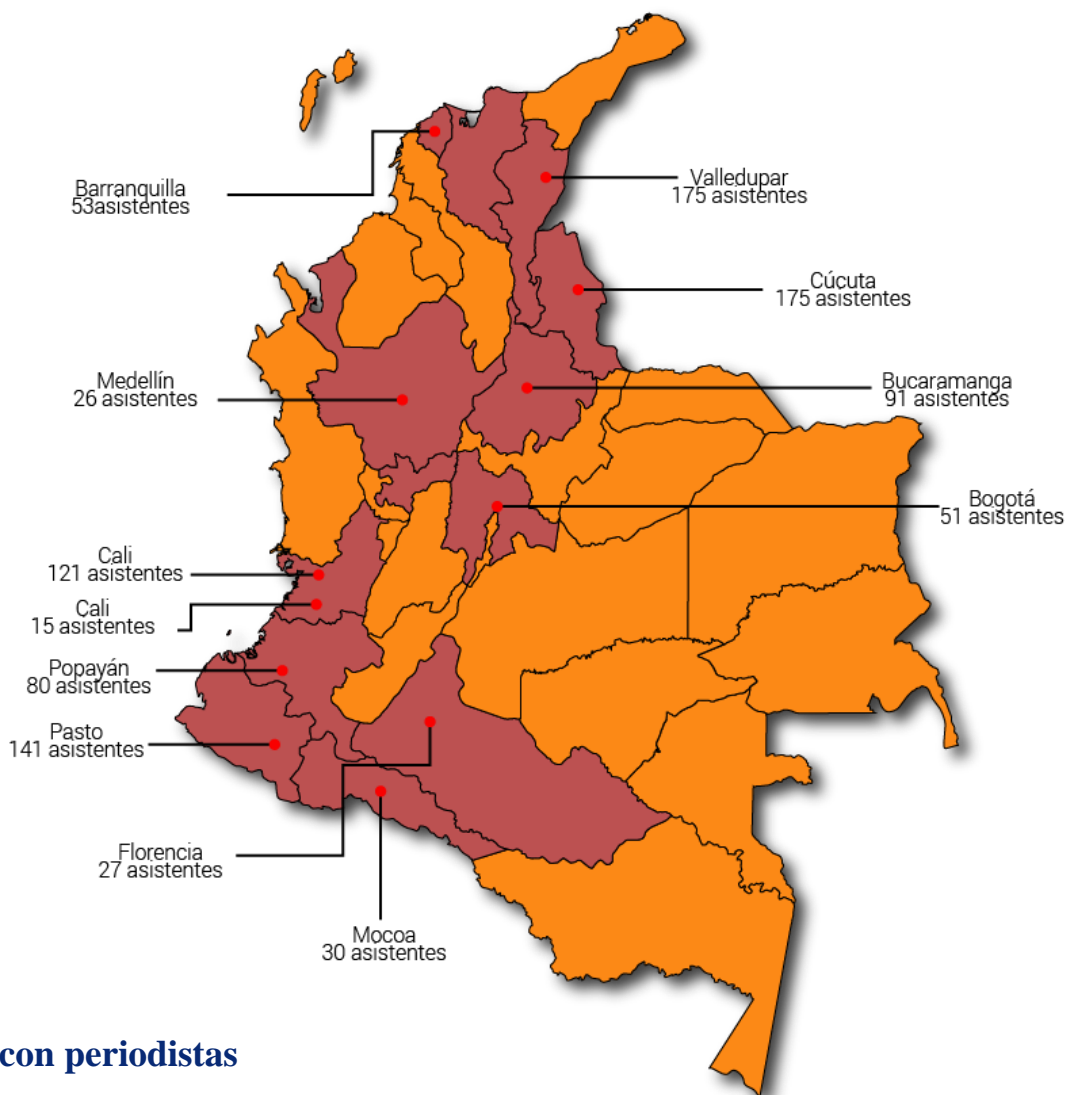 Barranquilla
53asistentes
Valledupar
175 asistentes
Cúcuta
175 asistentes
Medellín
26 asistentes
Bucaramanga
91 asistentes
Bogotá
51 asistentes
Cali
121 asistentes
Cali
15 asistentes
Popayán
80 asistentes
Pasto
141 asistentes
Florencia
27 asistentes
Mocoa
30 asistentes
con periodistas